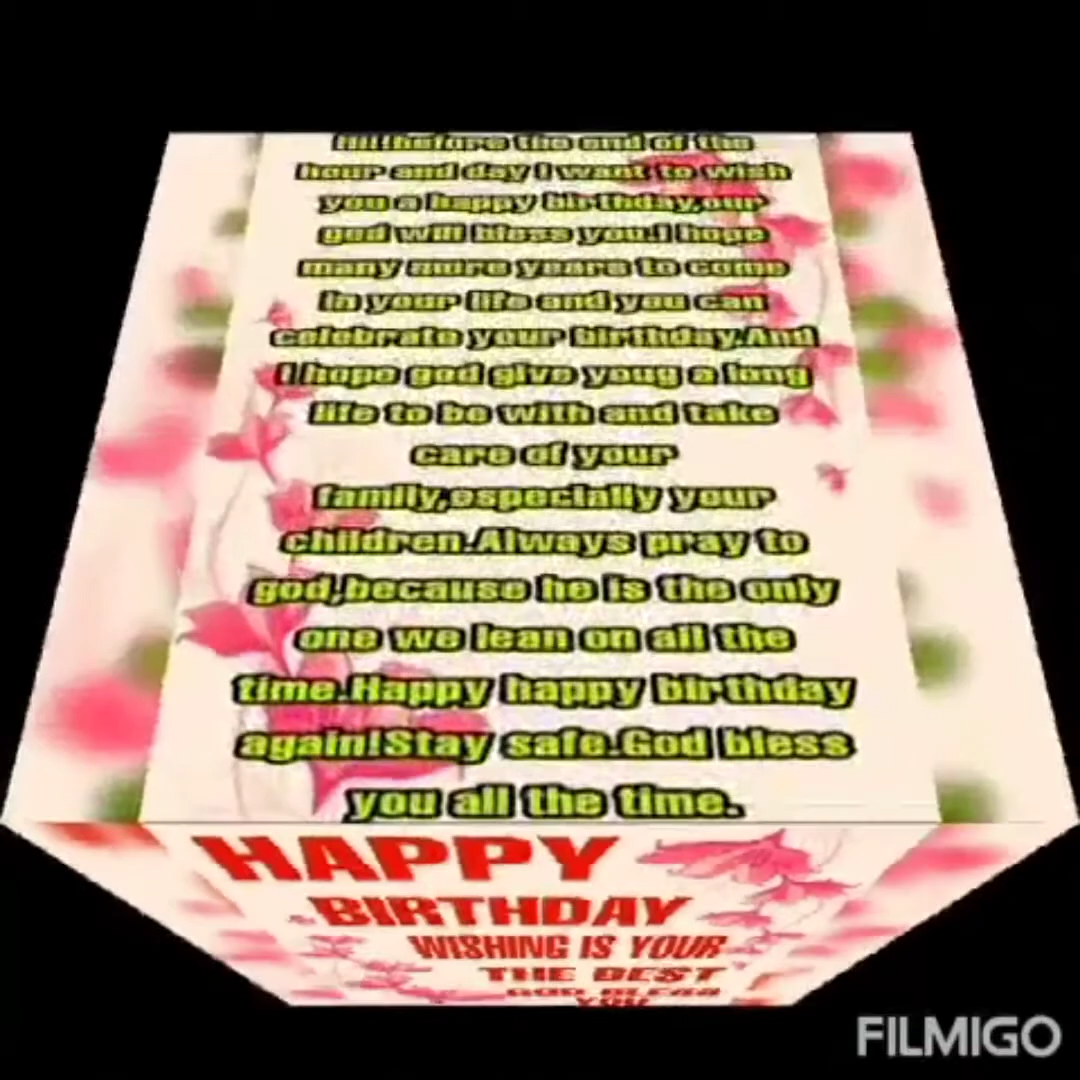 Hi!!before the end of the
hour and day I want to wish
you a happy birthday,our
god will bless you.I hope
many more years to come
in your life and you can
celebrate your birthday.And
I hope god give youg a long
life to be with and take
care of your
family,especially your
children.Always pray to
god,because he is the only
one we lean on all the
time.Happy happy birthday
again!Stay safe.God bless
you all the time.
HAPPY
BIRTHDAY
WISHING IS YOUR
THE BEST
GOD BLESS
YOU
FILMIGO